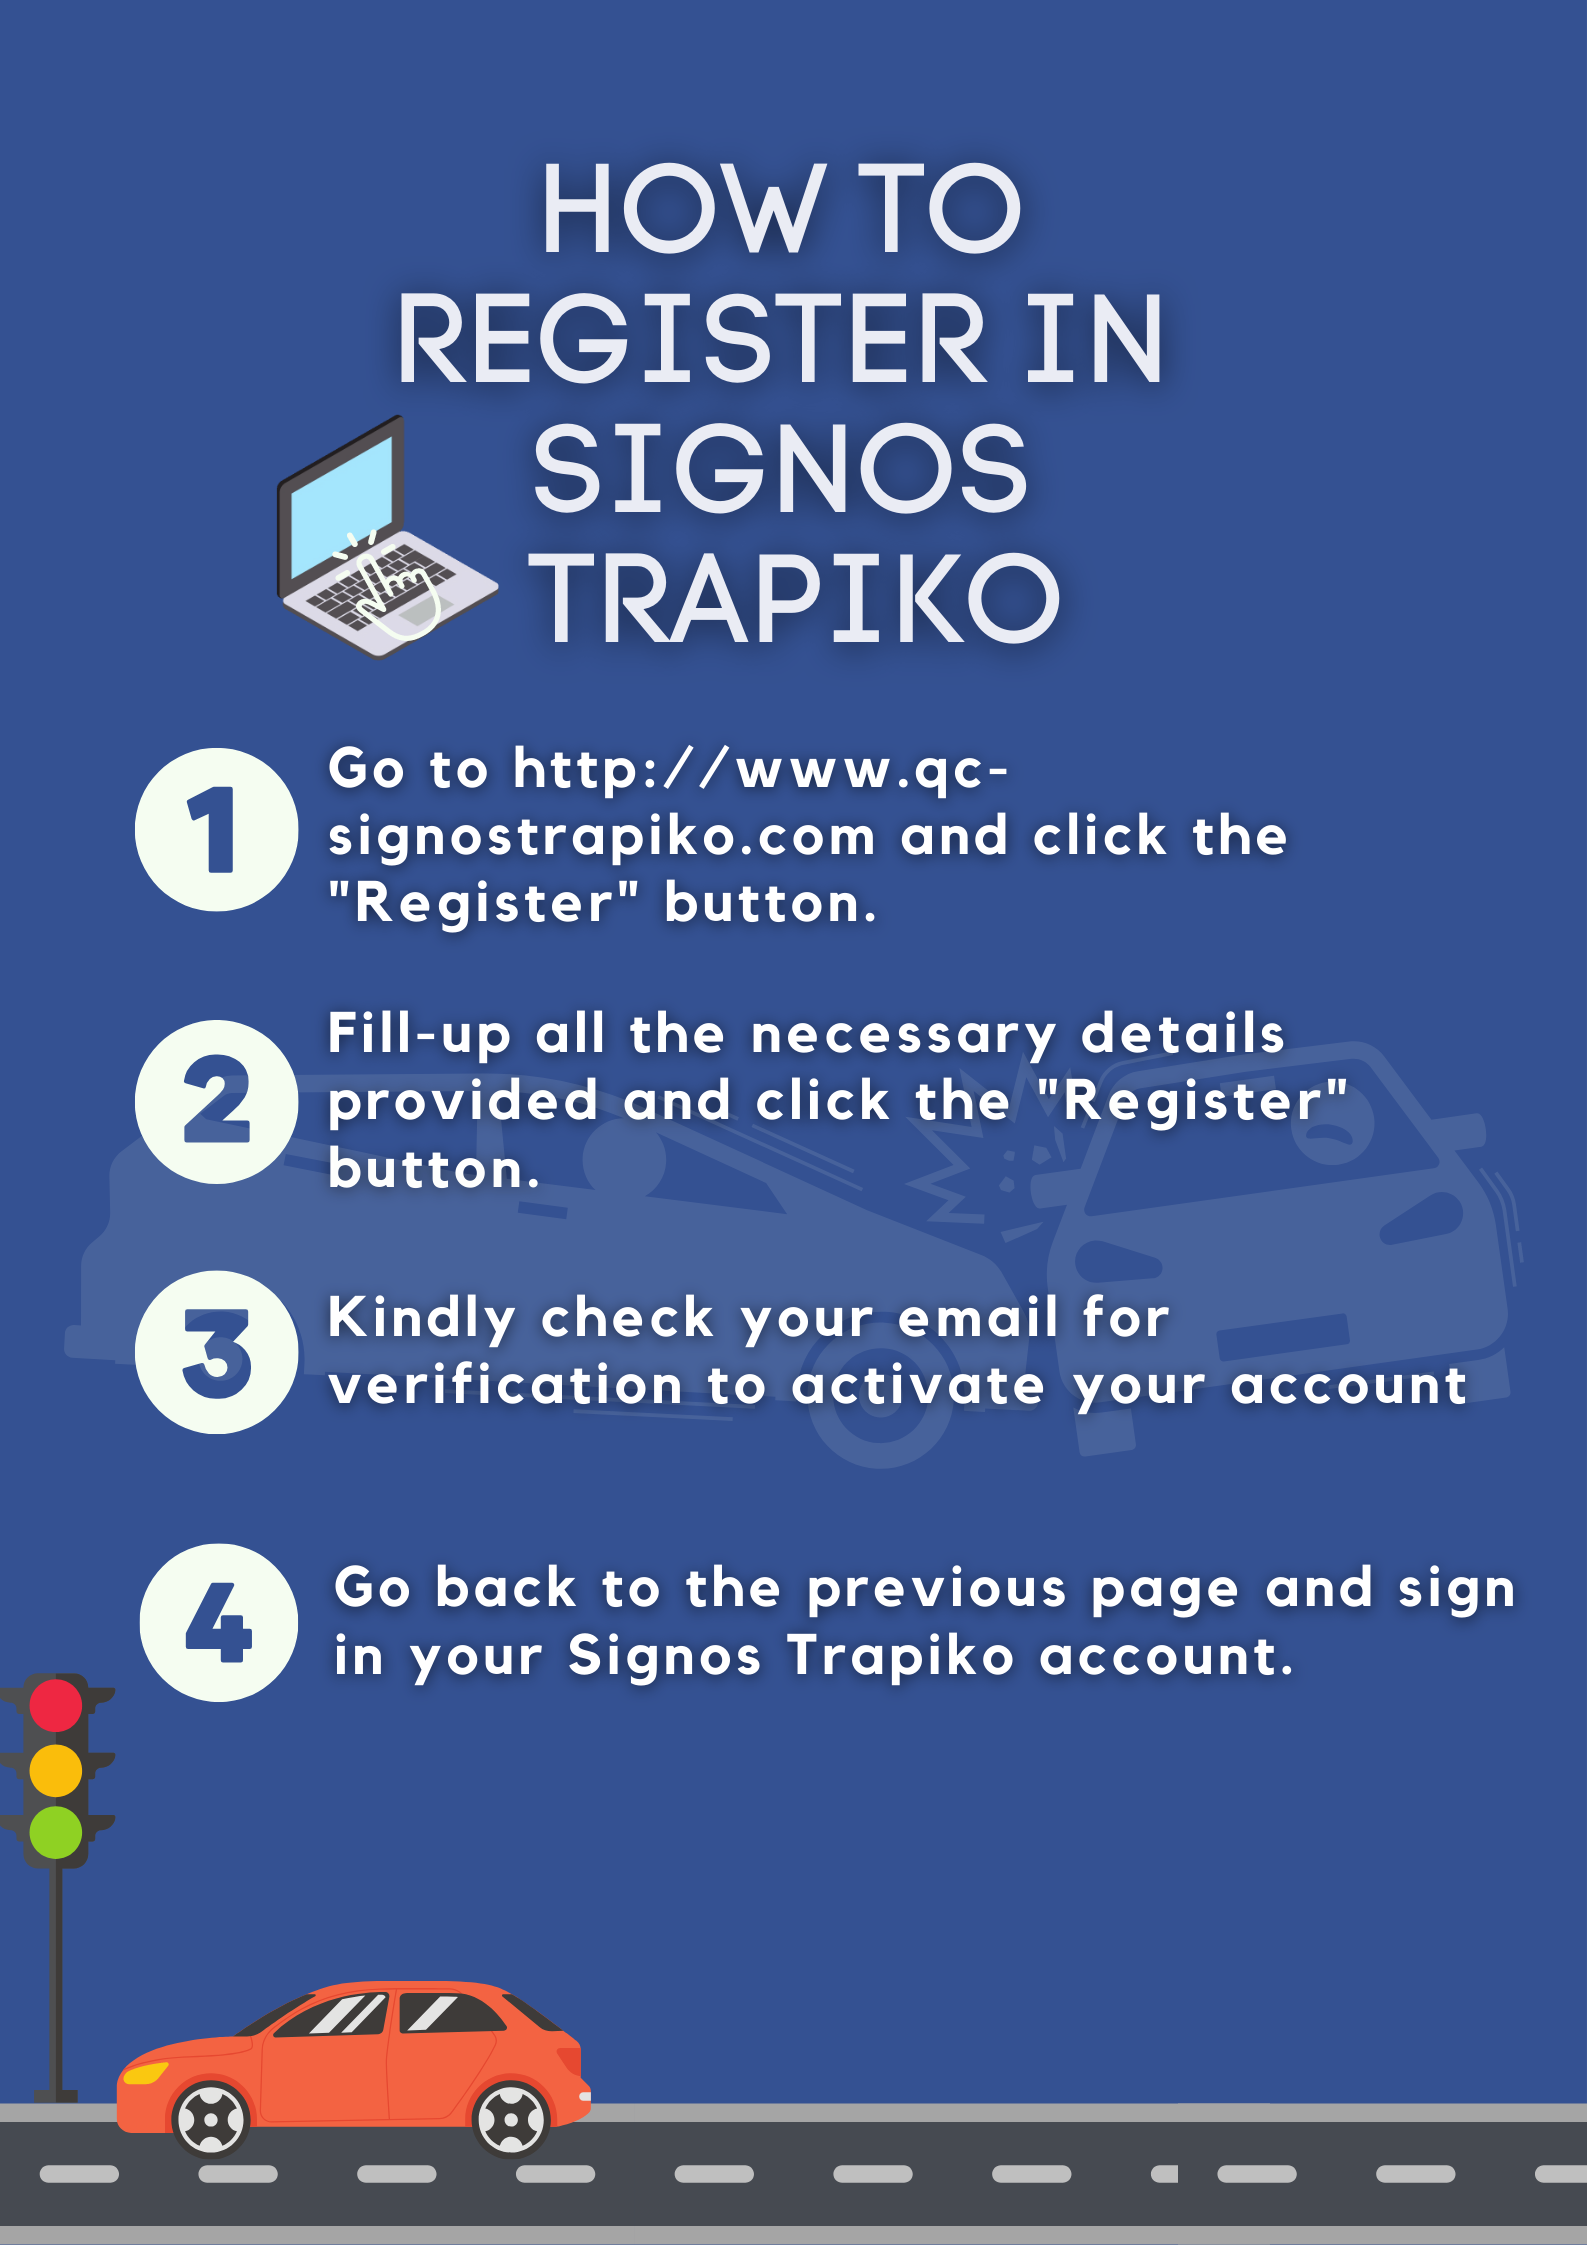 HOW TO
REGISTER IN
SIGNOS
TRAPIKO
1
Go to http://www.qc-
signostrapiko.com and click the
"Register" button.
2
Fill-up all the necessary details
provided and click the "Register"
button.
3
Kindly check your email for
verification to activate your account
4
Go back to the previous page and sign
in your Signos Trapiko account.